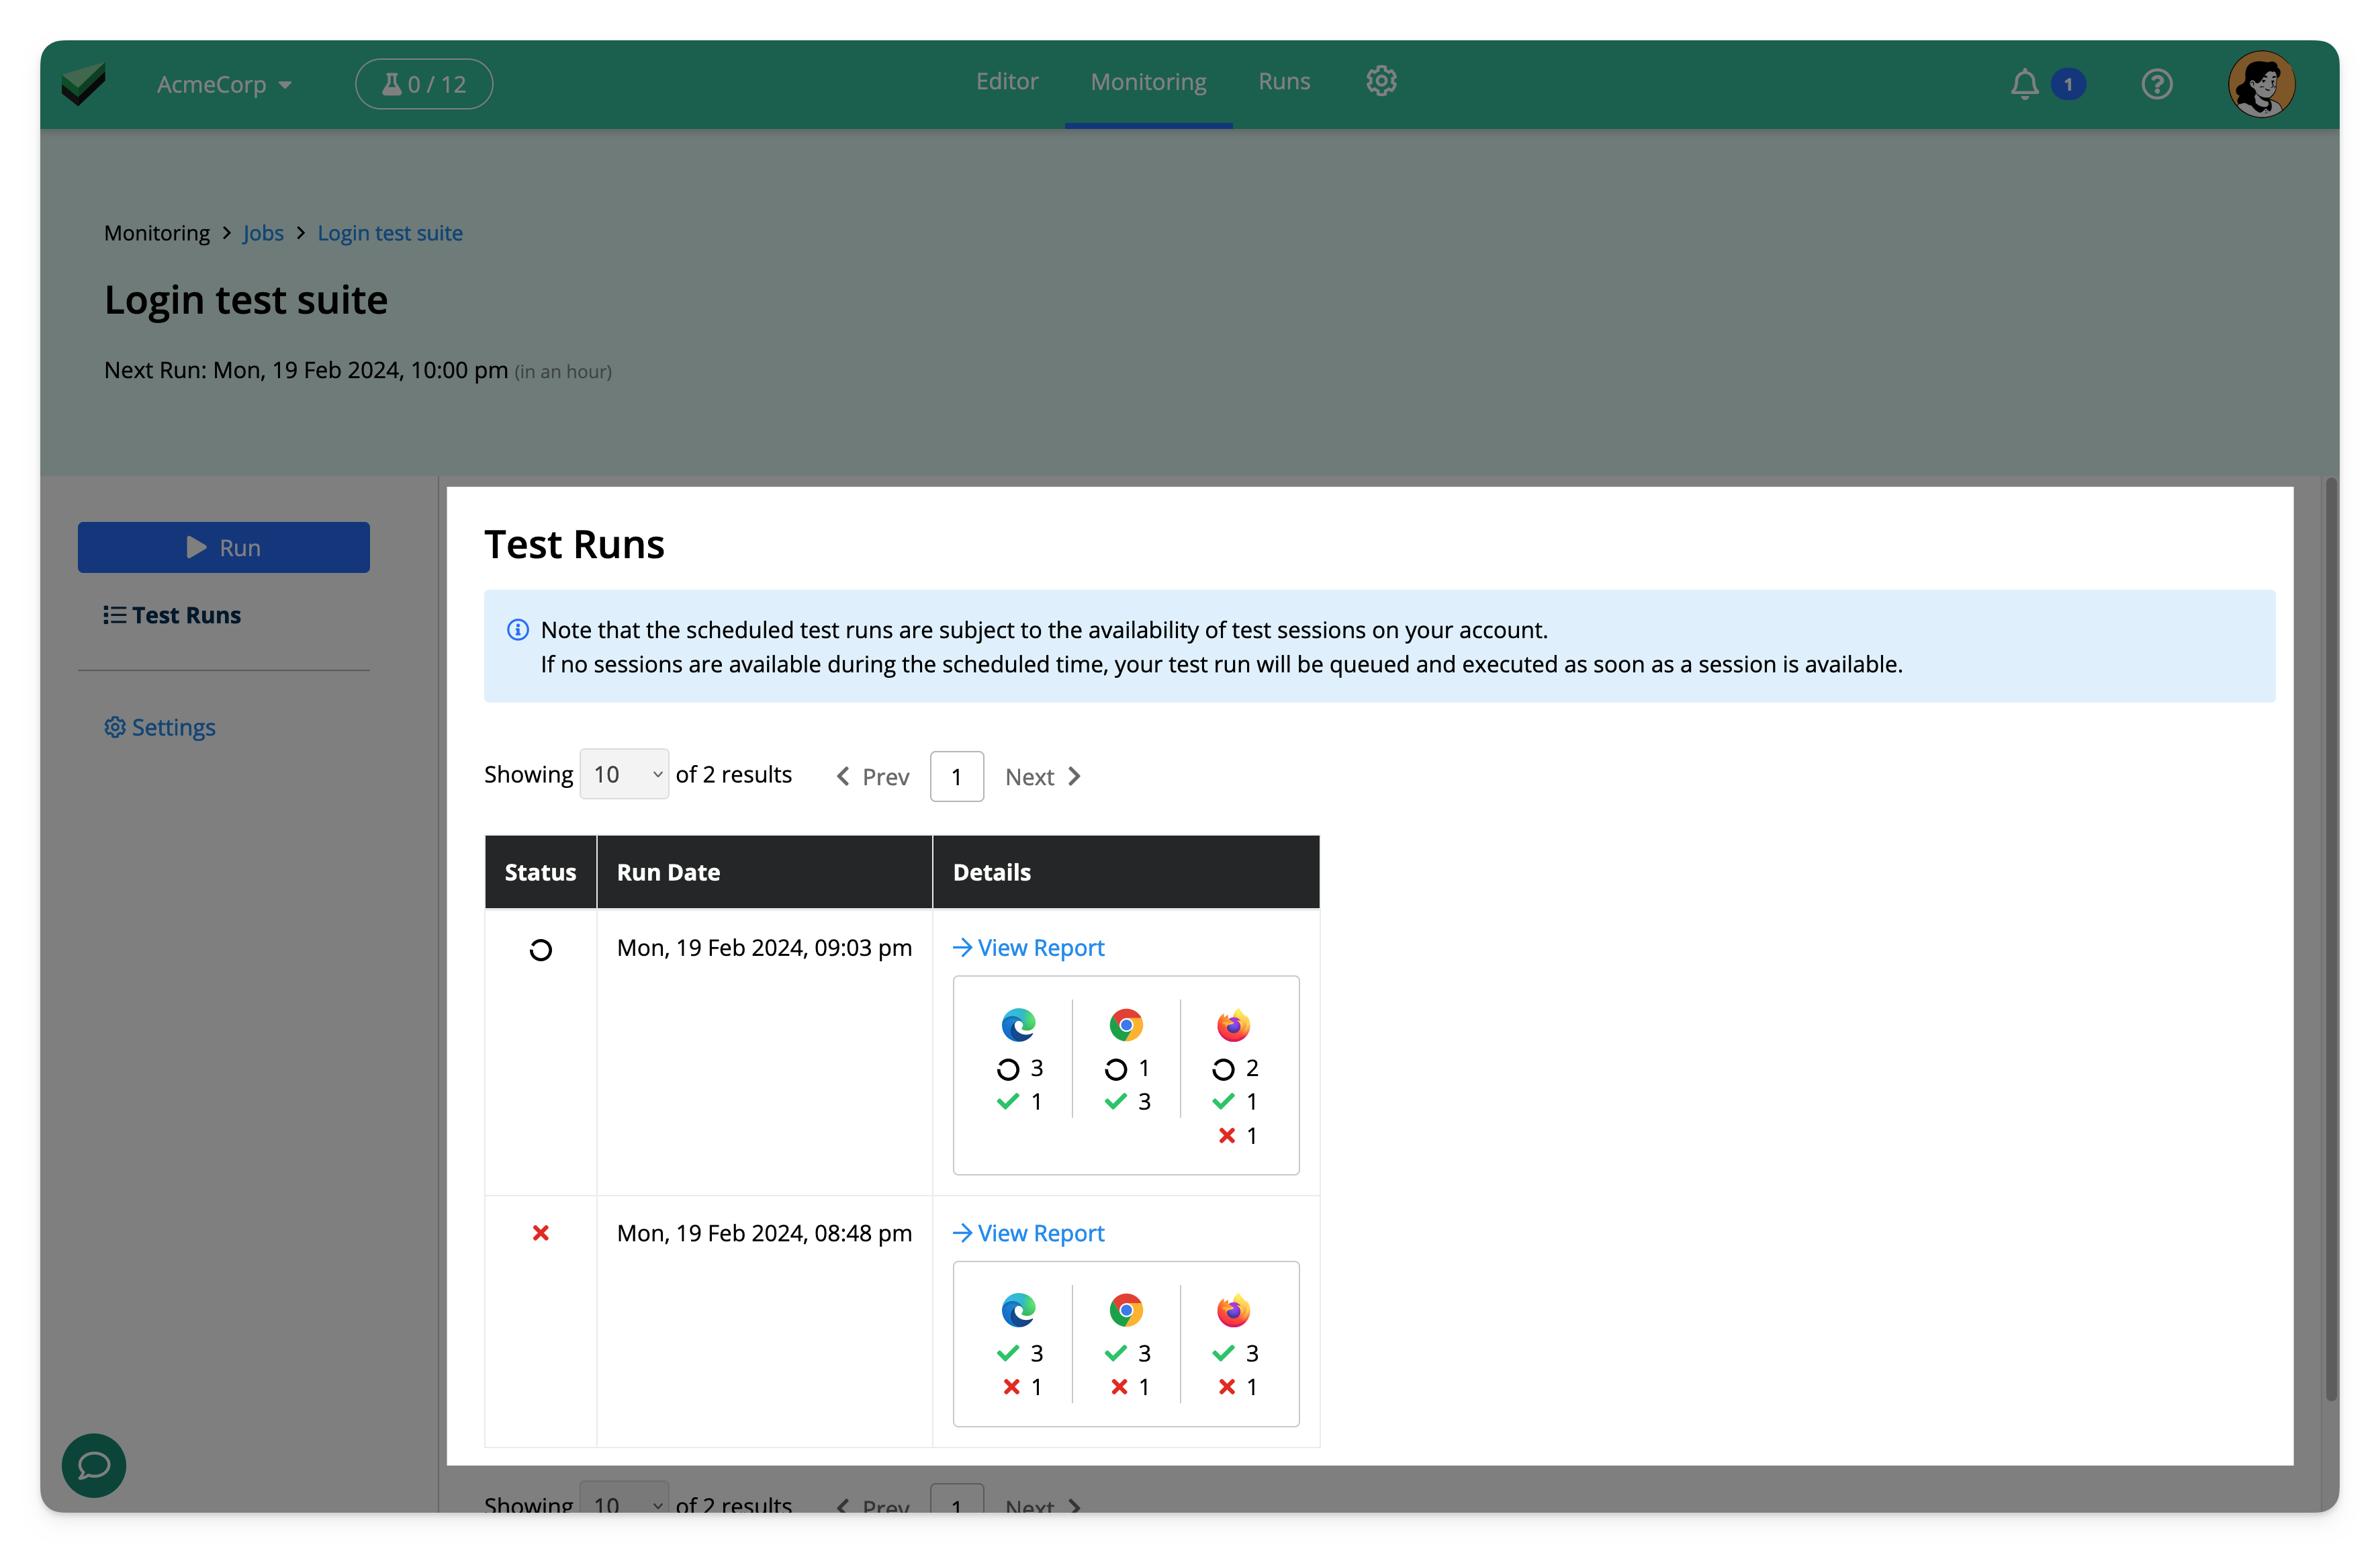 AcmeCorp
0 / 12
Editor
Monitoring
Runs
1
Monitoring > Jobs > Login test suite
Login test suite
Next Run: Mon, 19 Feb 2024, 10:00 pm (in an hour)
Run
Test Runs
Settings
Test Runs
Note that the scheduled test runs are subject to the availability of test sessions on your account.
If no sessions are available during the scheduled time, your test run will be queued and executed as soon as a session is available.
Showing 10 of 2 results Prev 1 Next
Status Run Date Details
Mon, 19 Feb 2024, 09:03 pm View Report
3 1 2
1 3 1
1
Mon, 19 Feb 2024, 08:48 pm View Report
3 3 3
1 1 1
Showing 10 of 2 results Prev 1 Next